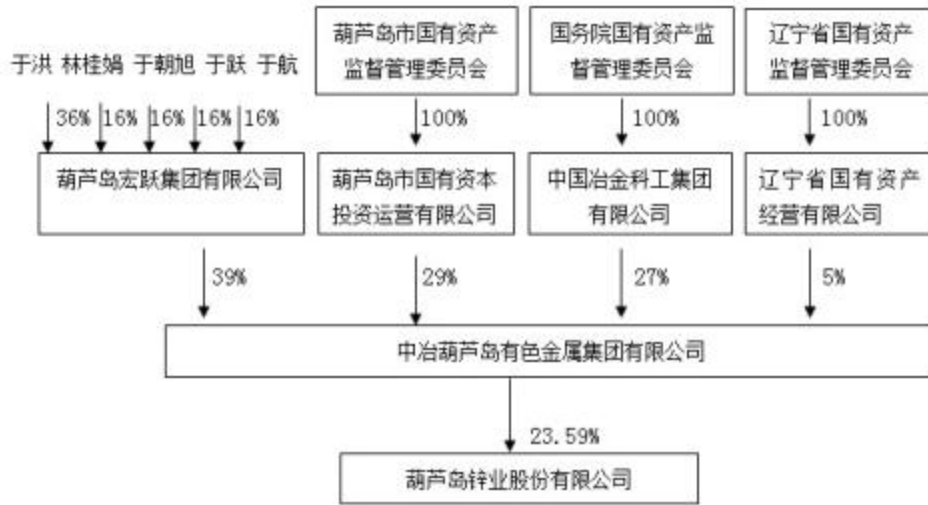 葫芦岛市国有资产
监督管理委员会
国务院国有资产监
督管理委员会
辽宁省国有资产
监督管理委员会
于洪 林桂娟 于朝旭 于跃 于航
36% 16% 16% 16% 16%
100%
100%
100%
葫芦岛宏跃集团有限公司
葫芦岛市国有资本
投资运营有限公司
中国冶金科工集团
有限公司
辽宁省国有资产
经营有限公司
39%
29%
27%
5%
中冶葫芦岛有色金属集团有限公司
23.59%
葫芦岛锌业股份有限公司